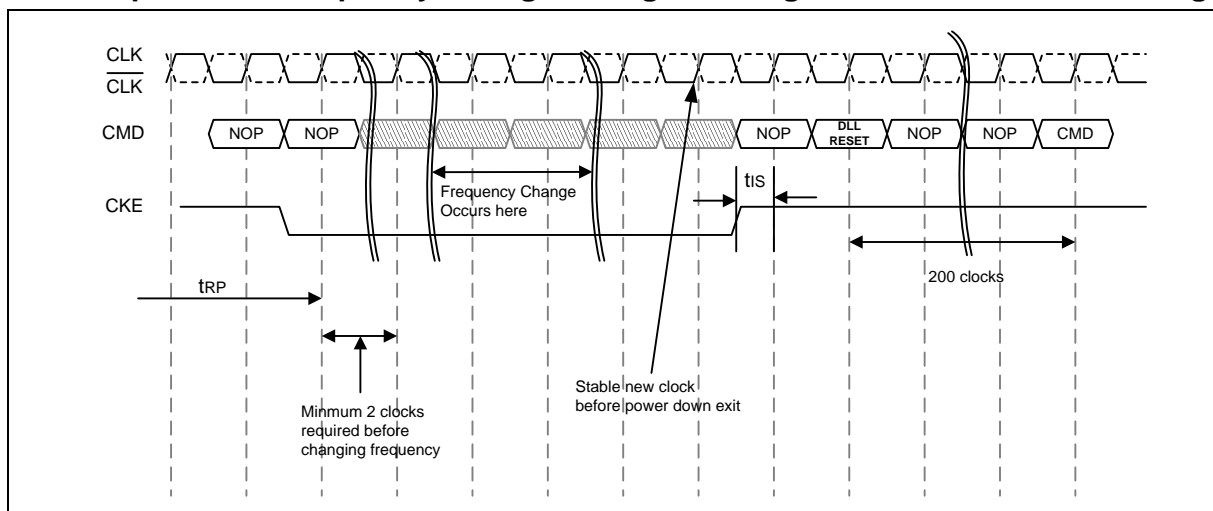 CLK
CLK
CMD
NOP
NOP
NOP
DLL
RESET
NOP
NOP
CMD
Frequency Change
Occurs here
tIS
CKE
200 clocks
tRP
Stable new clock
before power down exit
Minmum 2 clocks
required before
changing frequency